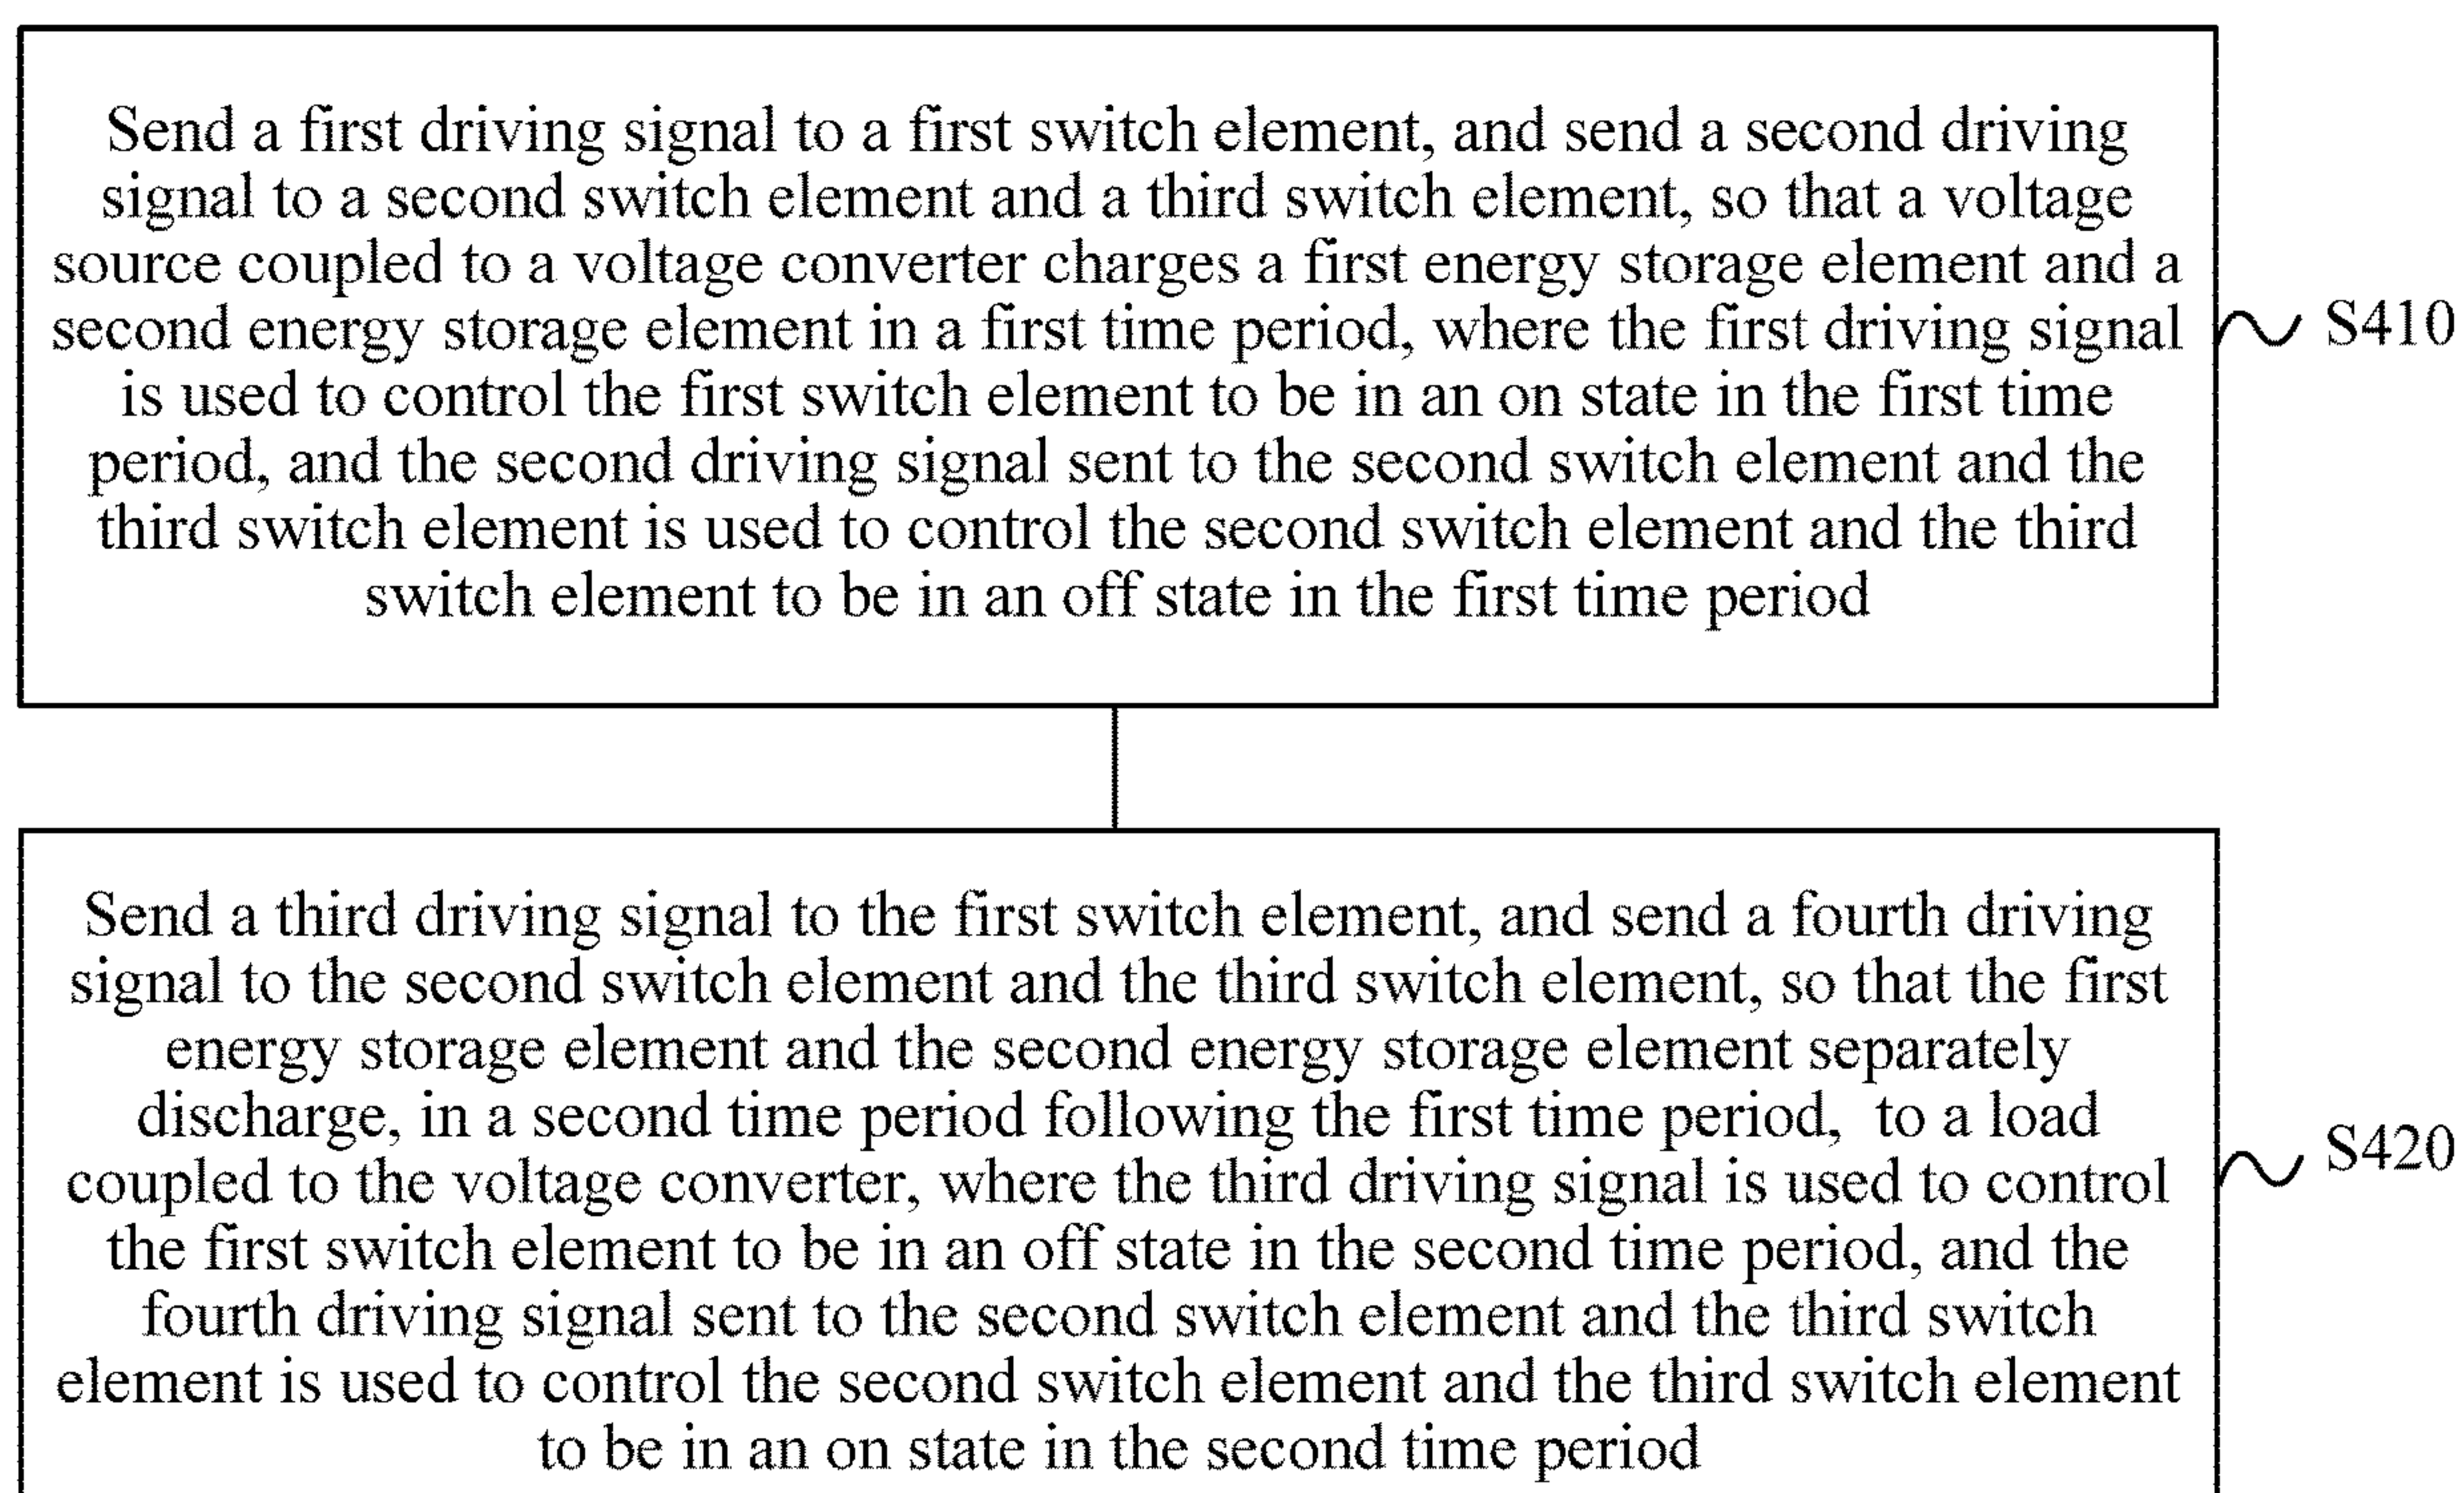 Send a first driving signal to a first switch element, and send a second driving
signal to a second switch element and a third switch element, so that a voltage
source coupled to a voltage converter charges a first energy storage element and a
second energy storage element in a first time period, where the first driving signal
is used to control the first switch element to be in an on state in the first time
period, and the second driving signal sent to the second switch element and the
third switch element is used to control the second switch element and the third
switch element to be in an off state in the first time period
S410
Send a third driving signal to the first switch element, and send a fourth driving
signal to the second switch element and the third switch element, so that the first
energy storage element and the second energy storage element separately
discharge, in a second time period following the first time period, to a load
coupled to the voltage converter, where the third driving signal is used to control
the first switch element to be in an off state in the second time period, and the
fourth driving signal sent to the second switch element and the third switch
element is used to control the second switch element and the third switch element
to be in an on state in the second time period
S420